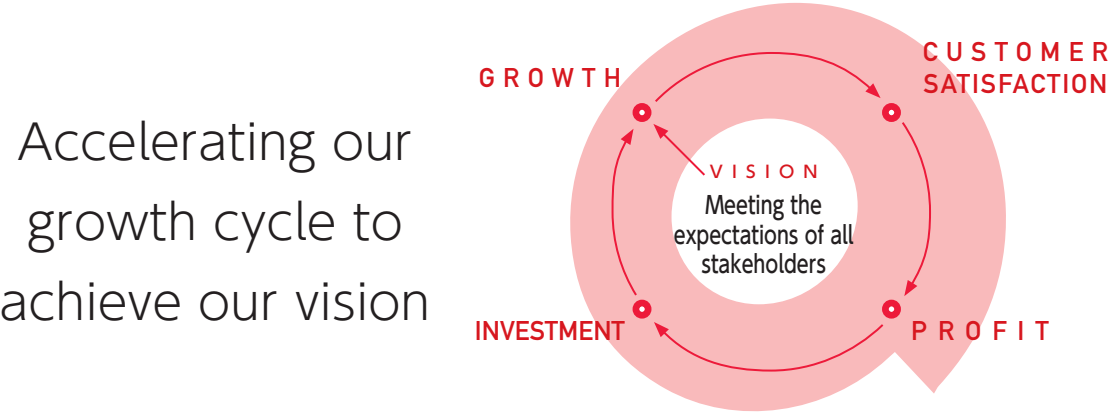 Accelerating our
growth cycle to
achieve our vision
GROWTH
CUSTOMER
SATISFACTION
VISION
Meeting the
expectations of all
stakeholders
INVESTMENT
PROFIT